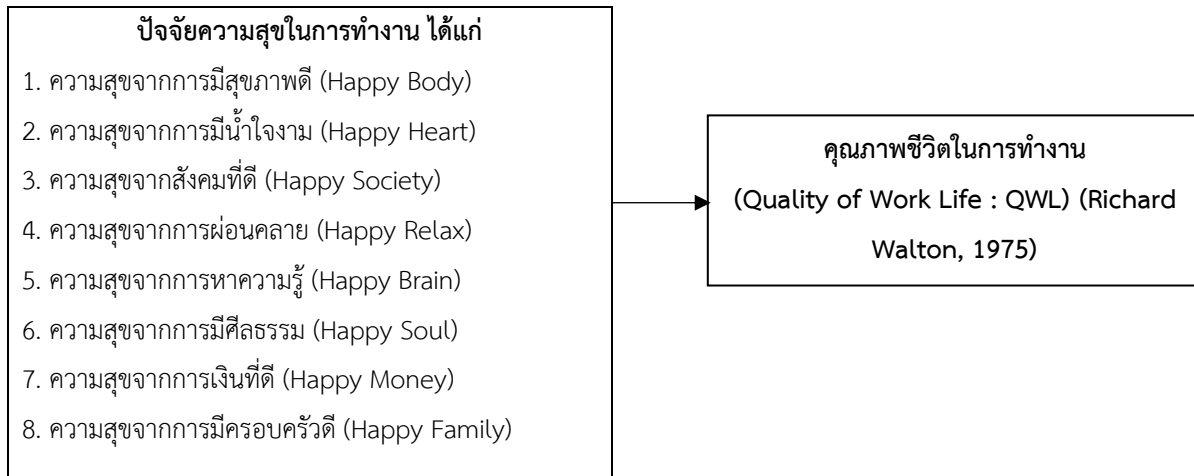 ปัจจัยความสุขในการทำงาน ได้แก่
1. ความสุขจากการมีสุขภาพดี (Happy Body)
2. ความสุขจากการมีน้ำใจงาม (Happy Heart)
3. ความสุขจากสังคมที่ดี (Happy Society)
4. ความสุขจากการผ่อนคลาย (Happy Relax)
5. ความสุขจากการหาความรู้ (Happy Brain)
6. ความสุขจากการมีศีลธรรม (Happy Soul)
7. ความสุขจากการเงินที่ดี (Happy Money)
8. ความสุขจากการมีครอบครัวดี (Happy Family)
คุณภาพชีวิตในการทำงาน
(Quality of Work Life : QWL) (Richard
Walton, 1975)